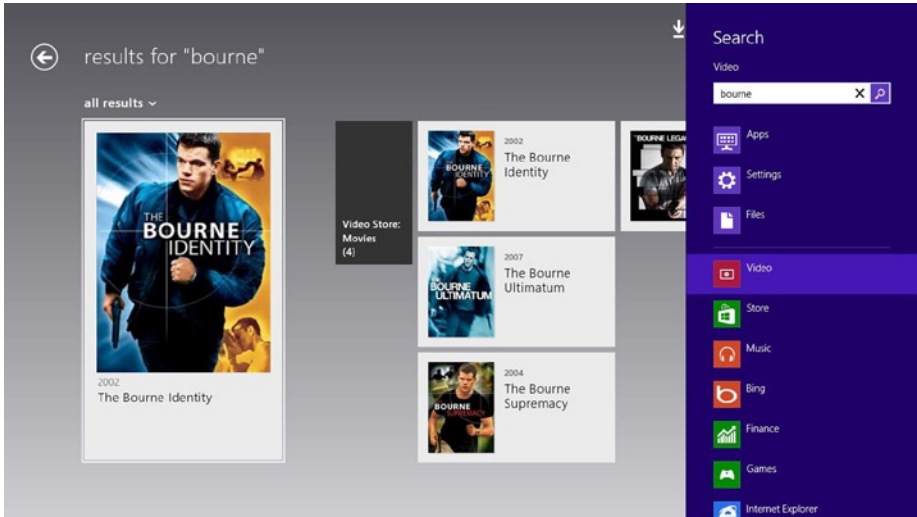 results for "bourne"
all results
THE
BOURNE
IDENTITY
2002
The Bourne Identity
Video Store:
Movies
(4)
BOURNE
IDENTITY
2002
The Bourne
Identity
BOURNE
ULTIMATUM
2007
The Bourne
Ultimatum
BOURNE
SUPREMACY
2004
The Bourne
Supremacy
BOURNE LEGA
Search
Video
bourne
Apps
Settings
Files
Video
Store
Music
Bing
Finance
Games
Internet Explorer